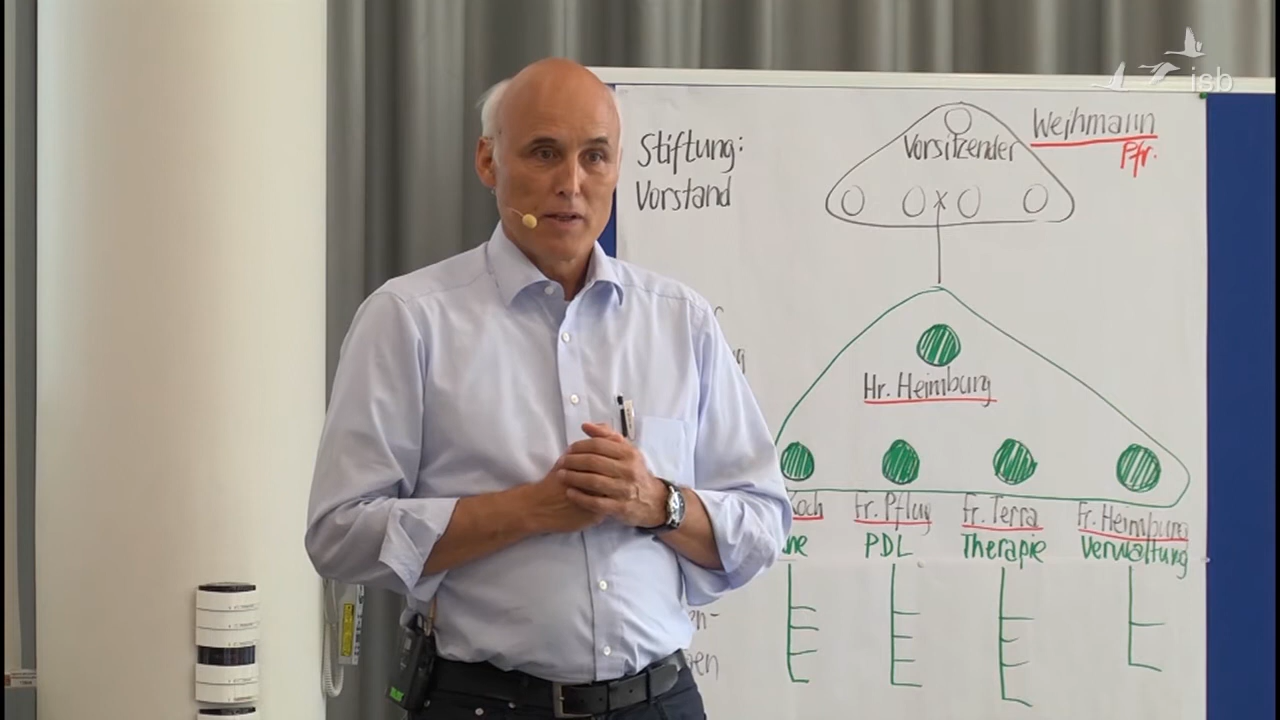 isb
Weihmann
Pfr.
Stiftung:
Vorstand
Vorsitzender
x
Hr. Heimburg
Fr. Pflug
Fr. Terra
Fr. Heimburg
PDL
Therapie
Verwaltung